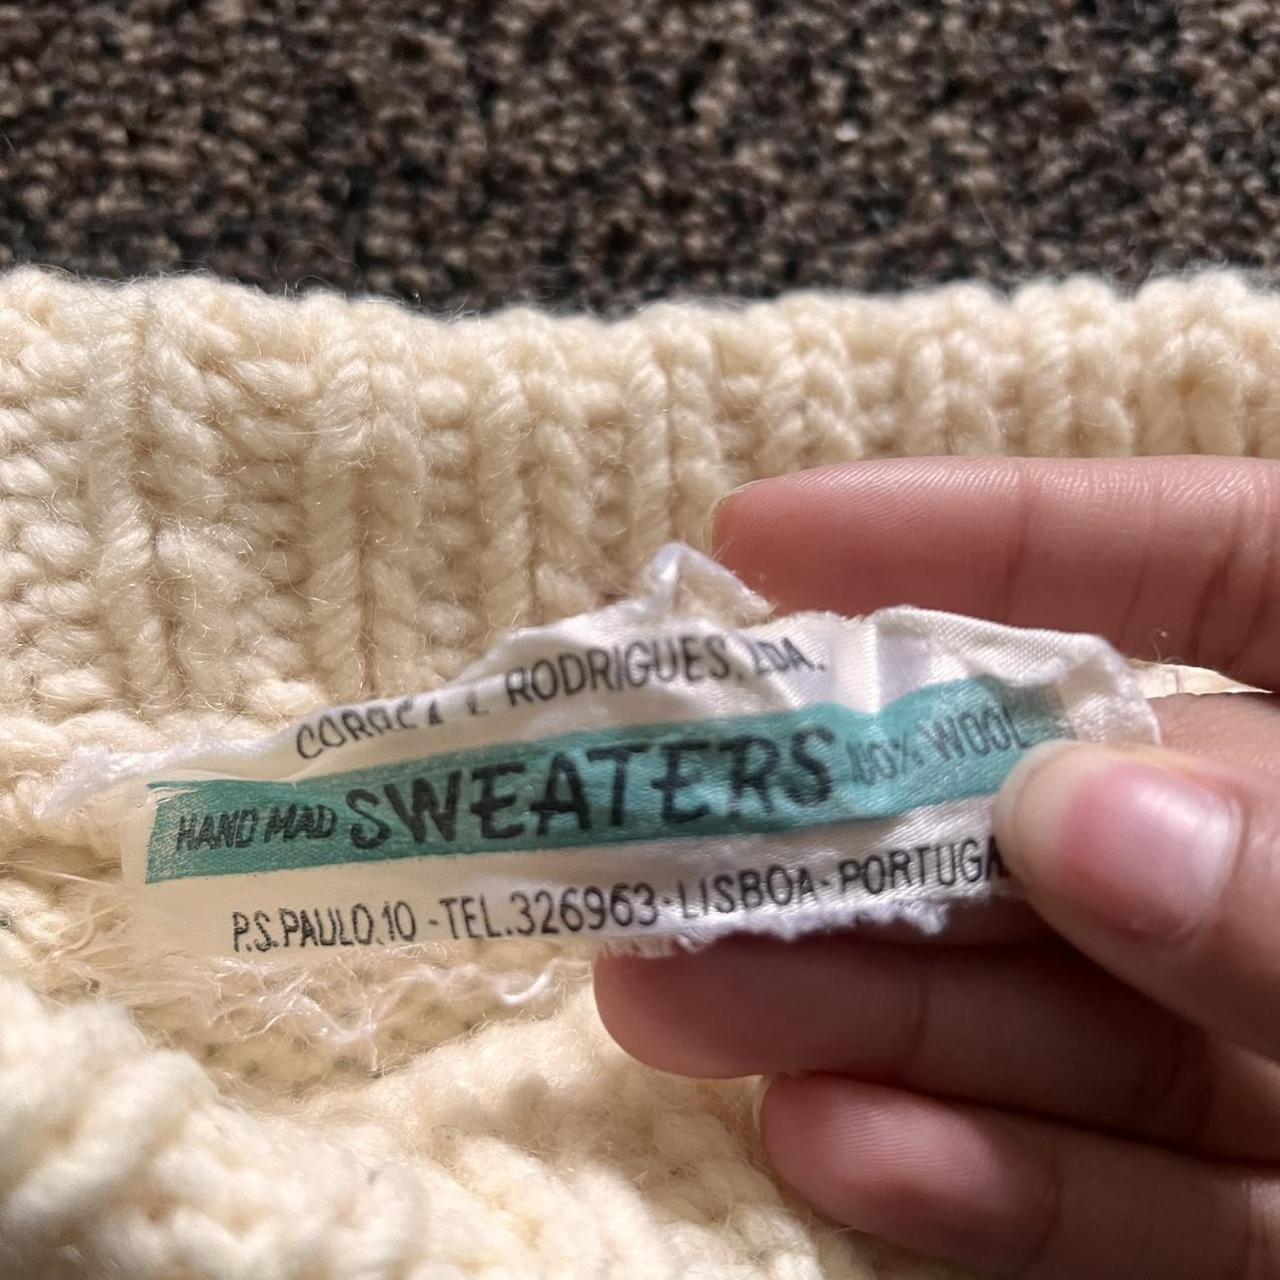 RODRIGUES, LDA.
HAND MAD SWEATERS 100% WOOL
P.S.PAULO.10 - TEL.326963 - LISBOA - PORTUGA